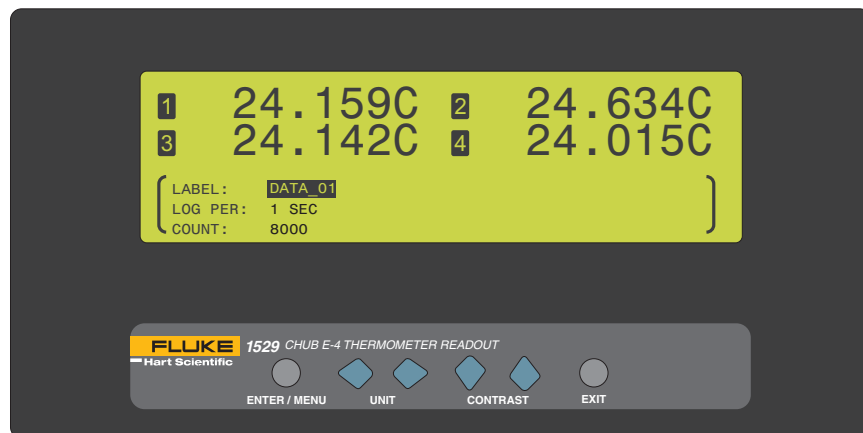 1 24.159C 2 24.634C
3 24.142C 4 24.015C
LABEL: DATA_01
LOG PER: 1 SEC
COUNT: 8000
FLUKE 1529 CHUB E-4 THERMOMETER READOUT
Hart Scientific
ENTER / MENU UNIT CONTRAST EXIT